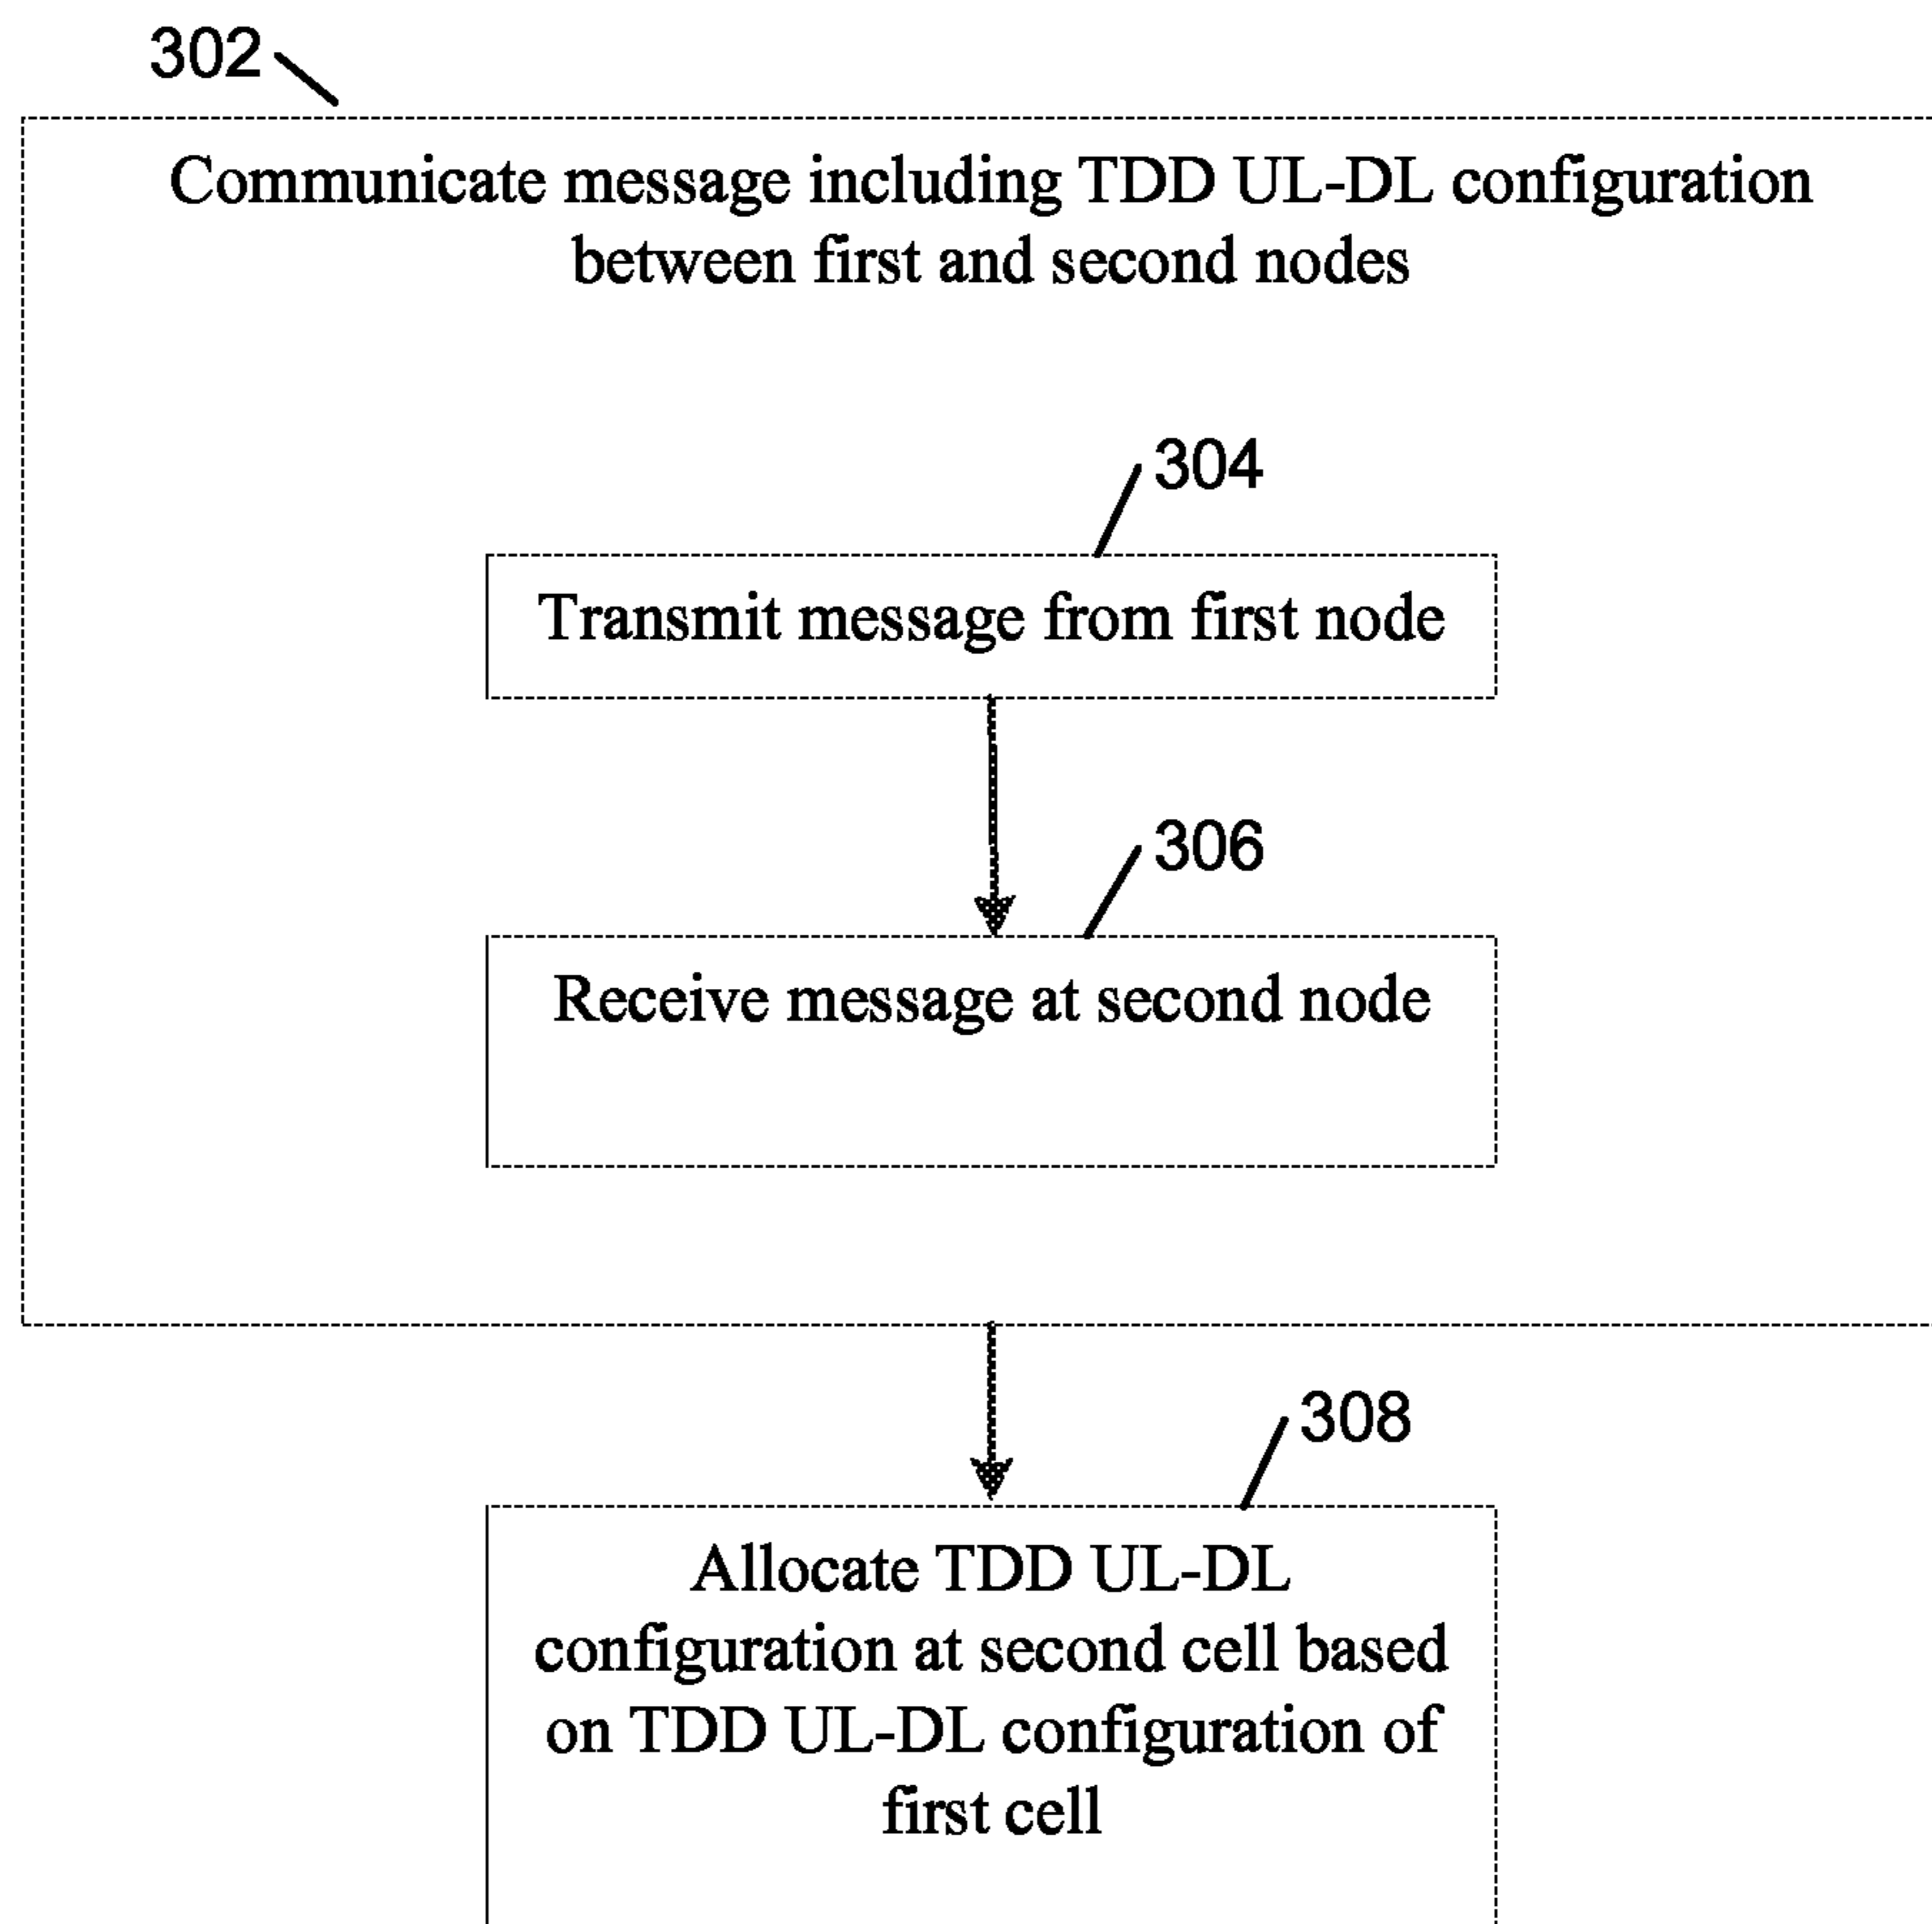 302
Communicate message including TDD UL-DL configuration
between first and second nodes
304
Transmit message from first node
306
Receive message at second node
308
Allocate TDD UL-DL
configuration at second cell based
on TDD UL-DL configuration of
first cell